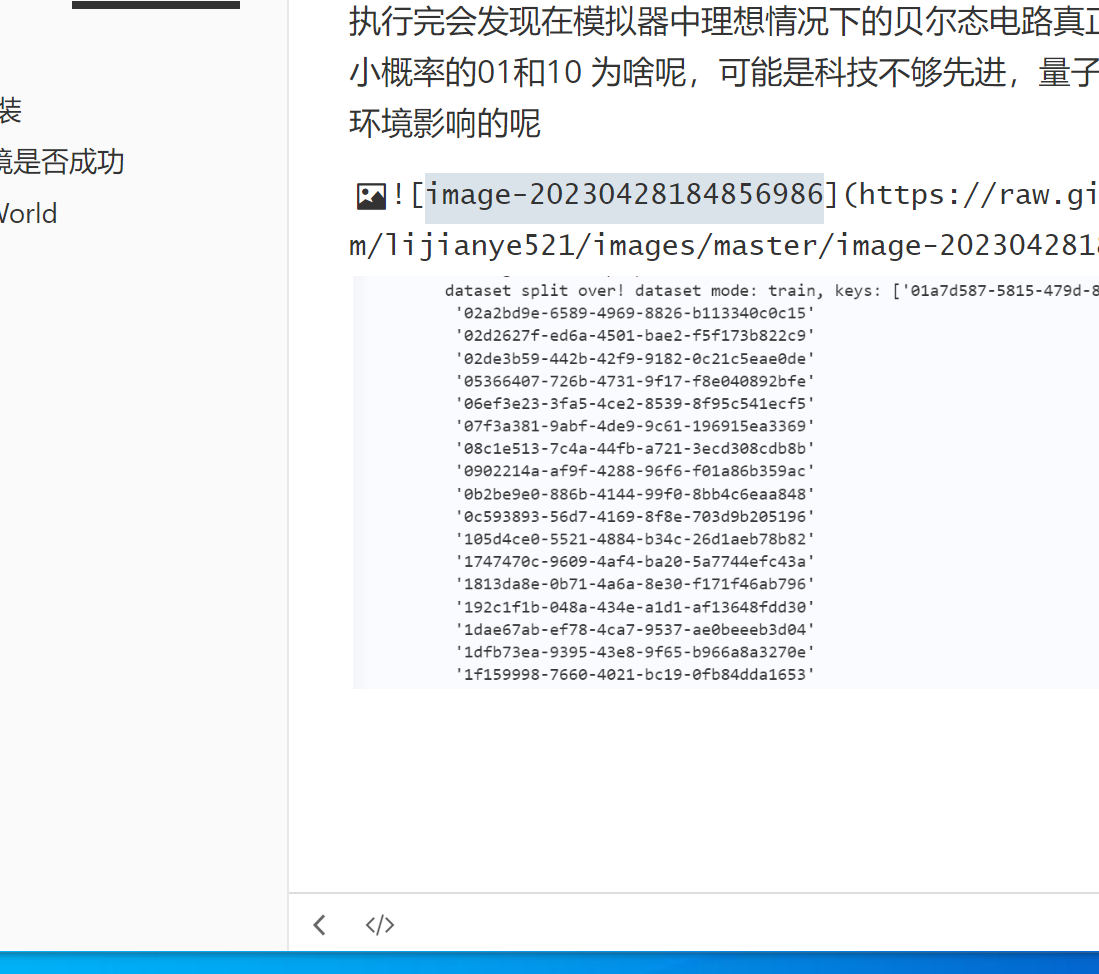 装
境是否成功
World
执行完会发现在模拟器中理想情况下的贝尔态电路真正
小概率的01和10 为啥呢，可能是科技不够先进，量子
环境影响的呢
![image-20230428184856986](https://raw.gi
m/lijianye521/images/master/image-202304281
dataset split over! dataset mode: train, keys: ['01a7d587-5815-479d-8
'02a2bd9e-6589-4969-8826-b113340c0c15'
'02d2627f-ed6a-4501-bae2-f5f173b822c9'
'02de3b59-442b-42f9-9182-0c21c5eae0de'
'05366407-726b-4731-9f17-f8e040892bfe'
'06ef3e23-3fa5-4ce2-8539-8f95c541ecf5'
'07f3a381-9abf-4de9-9c61-196915ea3369'
'08c1e513-7c4a-44fb-a721-3ecd308cdb8b'
'0902214a-af9f-4288-96f6-f01a86b359ac'
'0b2be9e0-886b-4144-99f0-8bb4c6eaa848'
'0c593893-56d7-4169-8f8e-703d9b205196'
'105d4ce0-5521-4884-b34c-26d1aeb78b82'
'1747470c-9609-4af4-ba20-5a7744efc43a'
'1813da8e-0b71-4a6a-8e30-f171f46ab796'
'192c1f1b-048a-434e-a1d1-af13648fdd30'
'1dae67ab-ef78-4ca7-9537-ae0beeeb3d04'
'1dfb73ea-9395-43e8-9f65-b966a8a3270e'
'1f159998-7660-4021-bc19-0fb84dda1653'